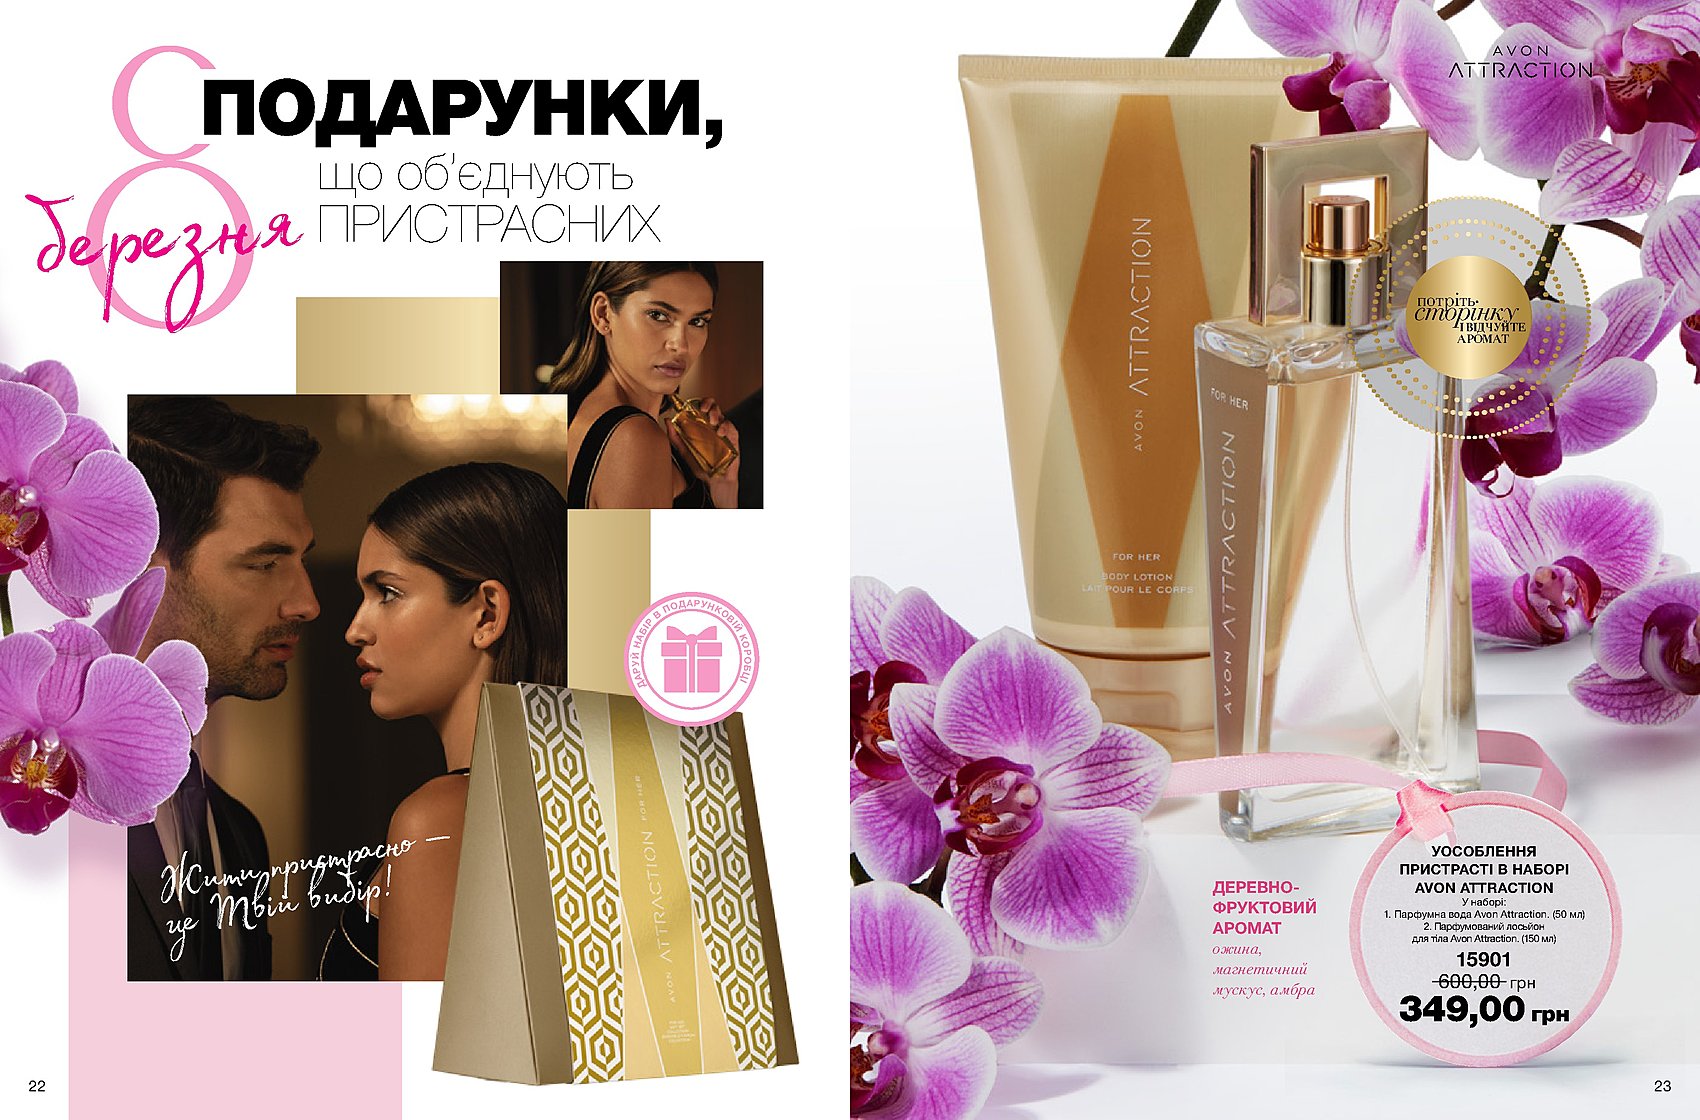 8
березня
ПОДАРУНКИ,
що об'єднують
ПРИСТРАСНИХ
ДАРУЙ НАБІР В ПОДАРУНКОВІЙ КОРОБЦІ
Жити пристрасно —
це Твій вибір!
AVON ATTRACTION FOR HER
22
AVON
ATTRACTION
AVON ATTRACTION
FOR HER
BODY LOTION
LAIT POUR LE CORPS
FOR HER
AVON ATTRACTION
потріть
сторінку
І ВІДЧУЙТЕ
АРОМАТ
ДЕРЕВНО-
ФРУКТОВИЙ
АРОМАТ
ожина,
магнетичний
мускус, амбра
УОСОБЛЕННЯ
ПРИСТРАСТІ В НАБОРІ
AVON ATTRACTION
У наборі:
1. Парфумна вода Avon Attraction. (50 мл)
2. Парфумований лосьйон
для тіла Avon Attraction. (150 мл)
15901
600,00 грн
349,00 грн
23